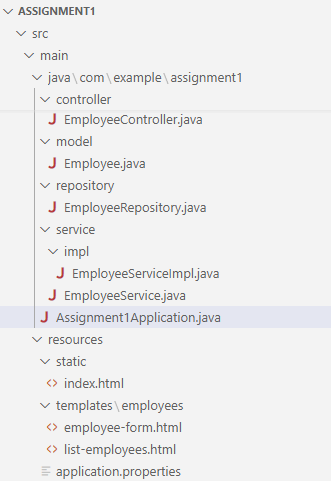 ASSIGNMENT1
src
main
java\com\example\assignment1
controller
J EmployeeController.java
model
J Employee.java
repository
J EmployeeRepository.java
service
impl
J EmployeeServiceImpl.java
J EmployeeService.java
J Assignment1Application.java
resources
static
<> index.html
templates\employees
<> employee-form.html
<> list-employees.html
application.properties